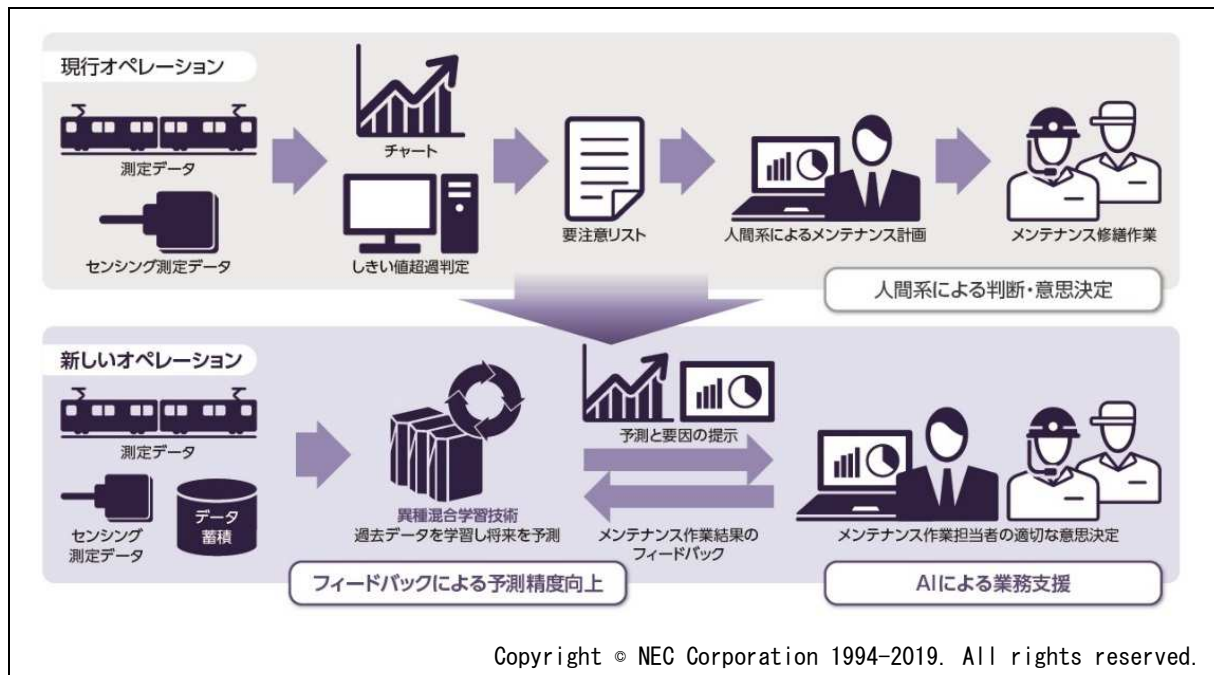 現行オペレーション
測定データ
センシング測定データ
チャート
しきい値超過判定
要注意リスト
人間系によるメンテナンス計画
メンテナンス修繕作業
人間系による判断・意思決定
新しいオペレーション
測定データ
センシング
測定データ
データ
蓄積
異種混合学習技術
過去データを学習し将来を予測
予測と要因の提示
メンテナンス作業結果の
フィードバック
メンテナンス作業担当者の適切な意思決定
フィードバックによる予測精度向上
AIによる業務支援
Copyright © NEC Corporation 1994-2019. All rights reserved.